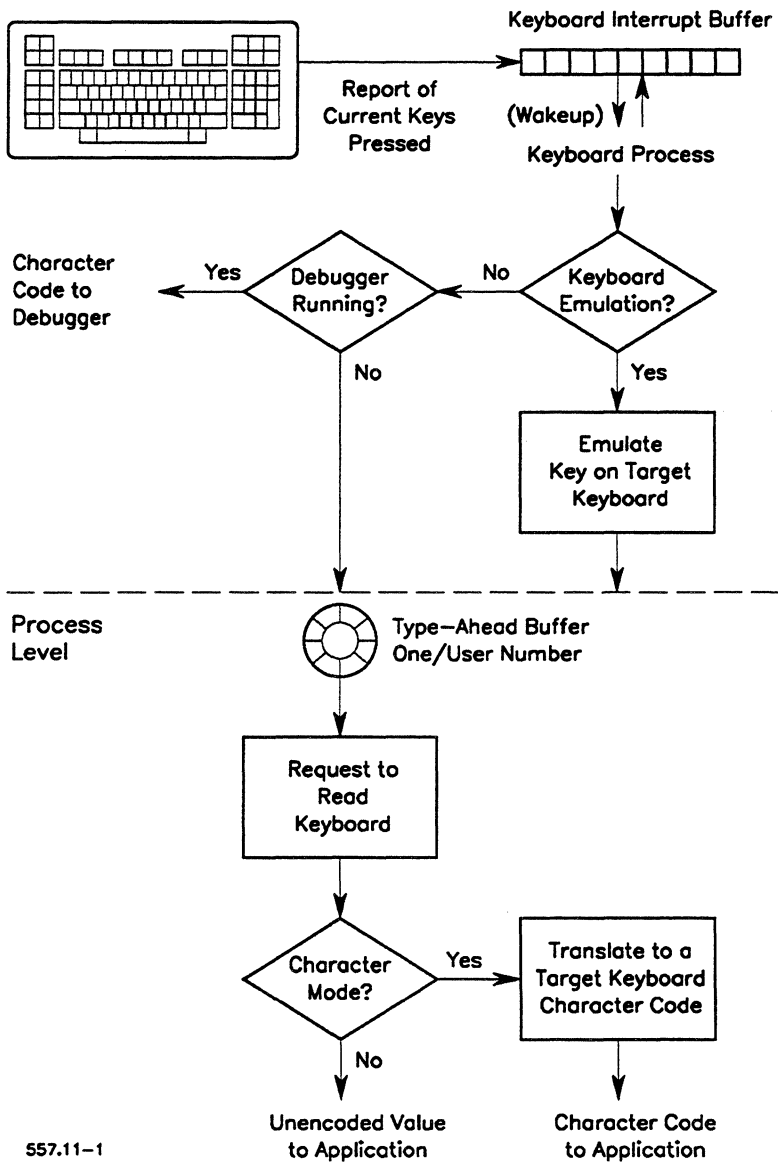 Keyboard Interrupt Buffer
Report of
Current Keys
Pressed
(Wakeup)
Keyboard Process
Character
Code to
Debugger
Yes
Debugger
Running?
No
Keyboard
Emulation?
No
Yes
Emulate
Key on Target
Keyboard
Process
Level
Type-Ahead Buffer
One/User Number
Request to
Read
Keyboard
Character
Mode?
Yes
Translate to a
Target Keyboard
Character Code
No
Unencoded Value
to Application
Character Code
to Application
557.11-1